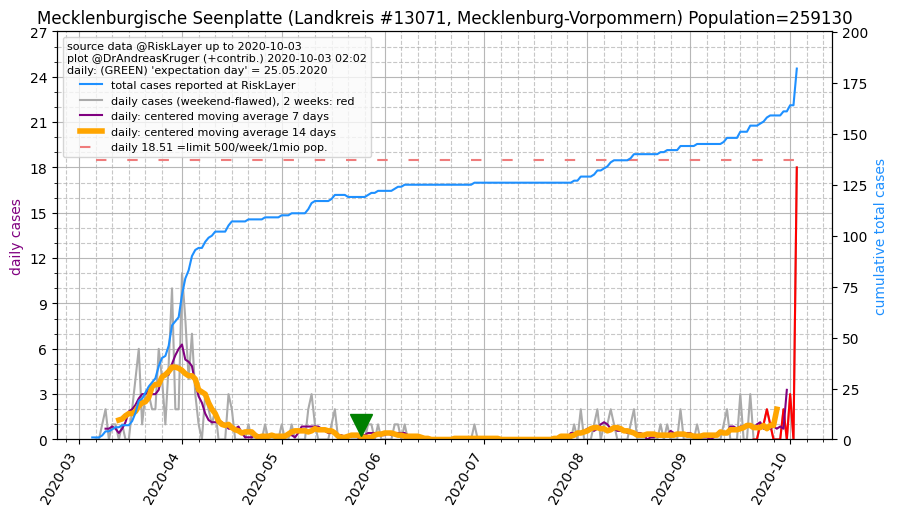 Mecklenburgische Seenplatte (Landkreis #13071, Mecklenburg-Vorpommern) Population=259130
source data @RiskLayer up to 2020-10-03
plot @DrAndreasKruger (+contrib.) 2020-10-03 02:02
daily: (GREEN) 'expectation day' = 25.05.2020
total cases reported at RiskLayer
daily cases (weekend-flawed), 2 weeks: red
daily: centered moving average 7 days
daily: centered moving average 14 days
daily 18.51 =limit 500/week/1mio pop.
daily cases
27
24
21
18
15
12
9
6
3
0
200
175
150
125
100
75
50
25
0
cumulative total cases
2020-03
2020-04
2020-05
2020-06
2020-07
2020-08
2020-09
2020-10